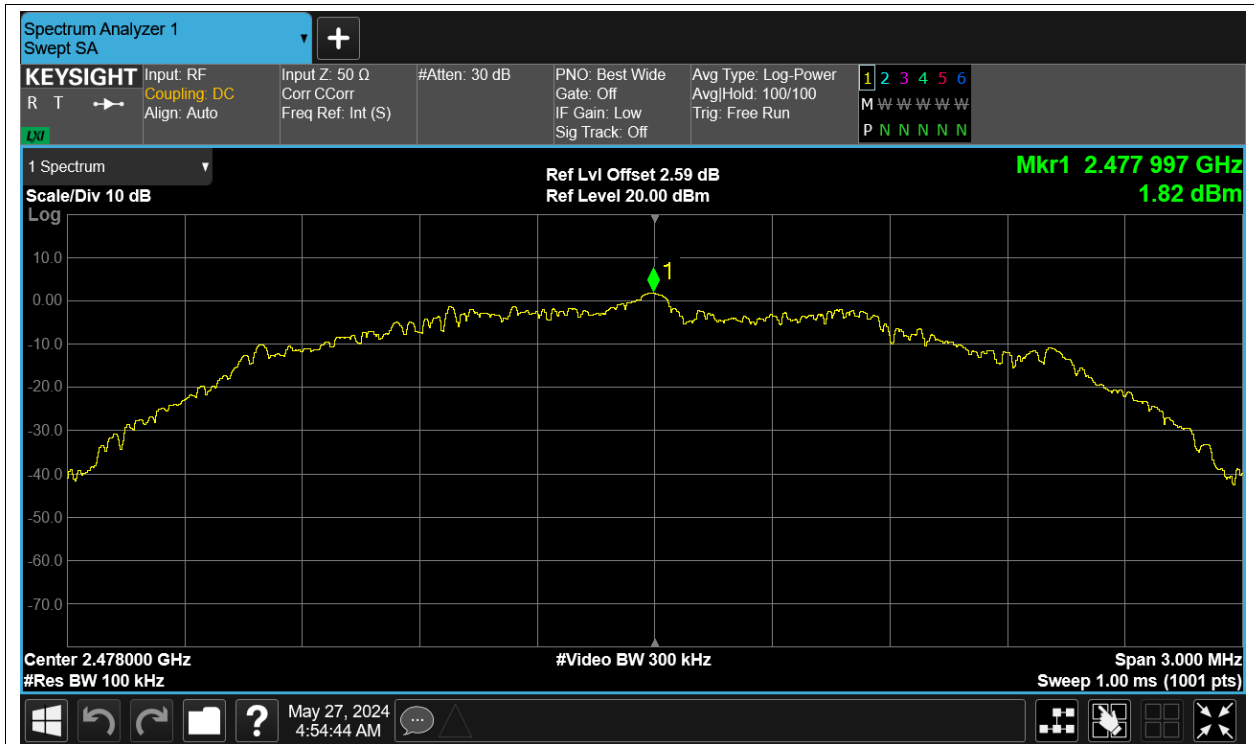 Spectrum Analyzer 1
Swept SA
KEYSIGHT
R T
LXI
Input: RF
Coupling: DC
Align: Auto
Input Z: 50 Ω
Corr CCorr
Freq Ref: Int (S)
#Atten: 30 dB
PNO: Best Wide
Gate: Off
IF Gain: Low
Sig Track: Off
Avg Type: Log-Power
Avg|Hold: 100/100
Trig: Free Run
1 2 3 4 5 6
M W W W W W
P N N N N N
1 Spectrum
Scale/Div 10 dB
Ref Lvl Offset 2.59 dB
Ref Level 20.00 dBm
Mkr1 2.477 997 GHz
1.82 dBm
Log
10.0
0.00
-10.0
-20.0
-30.0
-40.0
-50.0
-60.0
-70.0
1
Center 2.478000 GHz
#Res BW 100 kHz
#Video BW 300 kHz
Span 3.000 MHz
Sweep 1.00 ms (1001 pts)
?
May 27, 2024
4:54:44 AM